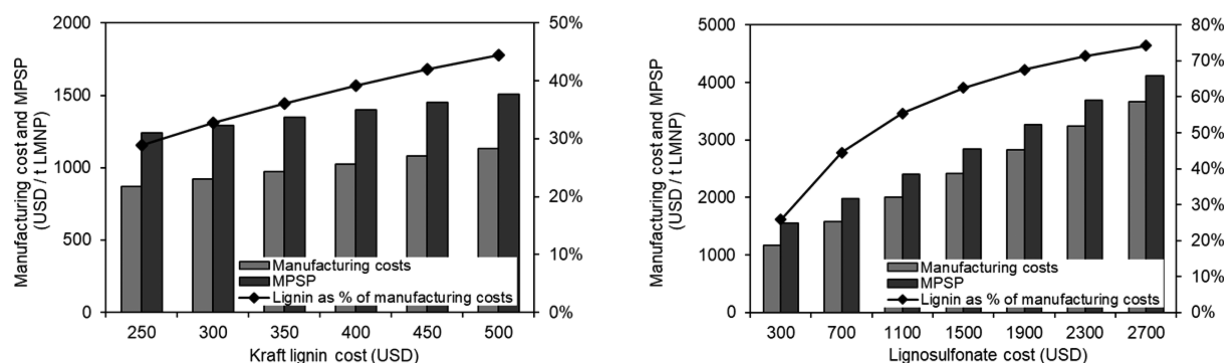 Manufacturing cost and MPSP
(USD / t LMNP)
2000
1500
1000
500
0
50%
40%
30%
20%
10%
0%
Manufacturing costs
MPSP
Lignin as % of manufacturing costs
250 300 350 400 450 500
Kraft lignin cost (USD)
Manufacturing cost and MPSP
(USD / t LMNP)
5000
4000
3000
2000
1000
0
80%
70%
60%
50%
40%
30%
20%
10%
0%
Manufacturing costs
MPSP
Lignin as % of manufacturing costs
300 700 1100 1500 1900 2300 2700
Lignosulfonate cost (USD)